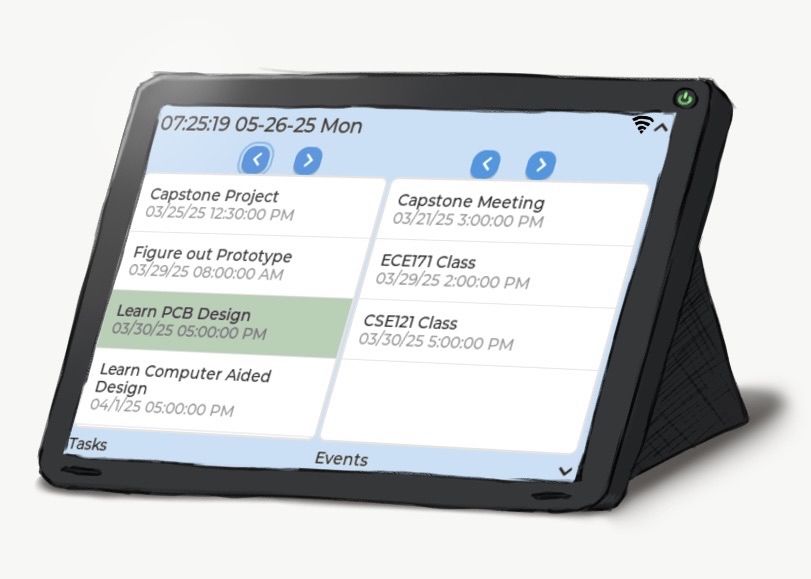 07:25:19 05-26-25 Mon
Capstone Project
03/25/25 12:30:00 PM
Figure out Prototype
03/29/25 08:00:00 AM
Learn PCB Design
03/30/25 05:00:00 PM
Learn Computer Aided
Design
04/1/25 05:00:00 PM
Tasks
Capstone Meeting
03/21/25 3:00:00 PM
ECE171 Class
03/29/25 2:00:00 PM
CSE121 Class
03/30/25 5:00:00 PM
Events